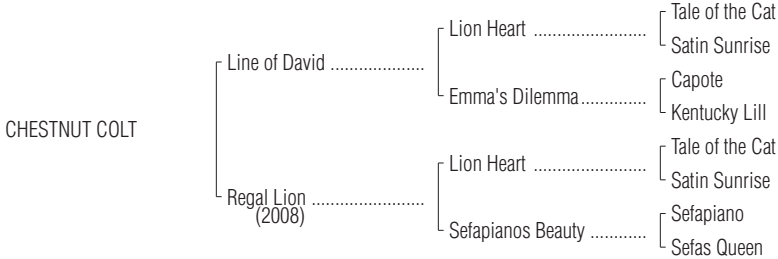 Tale of the Cat
Lion Heart .......................
Satin Sunrise
Line of David ...................
Capote
Emma's Dilemma.............
Kentucky Lill
CHESTNUT COLT
Tale of the Cat
Lion Heart .......................
Satin Sunrise
Regal Lion .......................
(2008)
Sefapiano
Sefapianos Beauty ...........
Sefas Queen